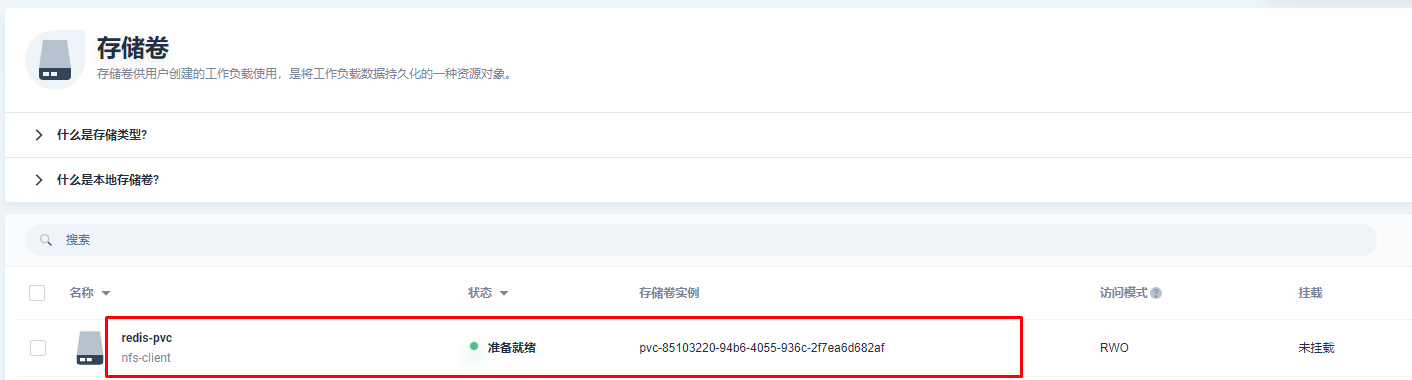 存储卷
存储卷供用户创建的工作负载使用，是将工作负载数据持久化的一种资源对象。
什么是存储类型?
什么是本地存储卷?
搜索
名称 状态 存储卷实例 访问模式 ? 挂载
redis-pvc
nfs-client
准备就绪 pvc-85103220-94b6-4055-936c-2f7ea6d682af RWO 未挂载